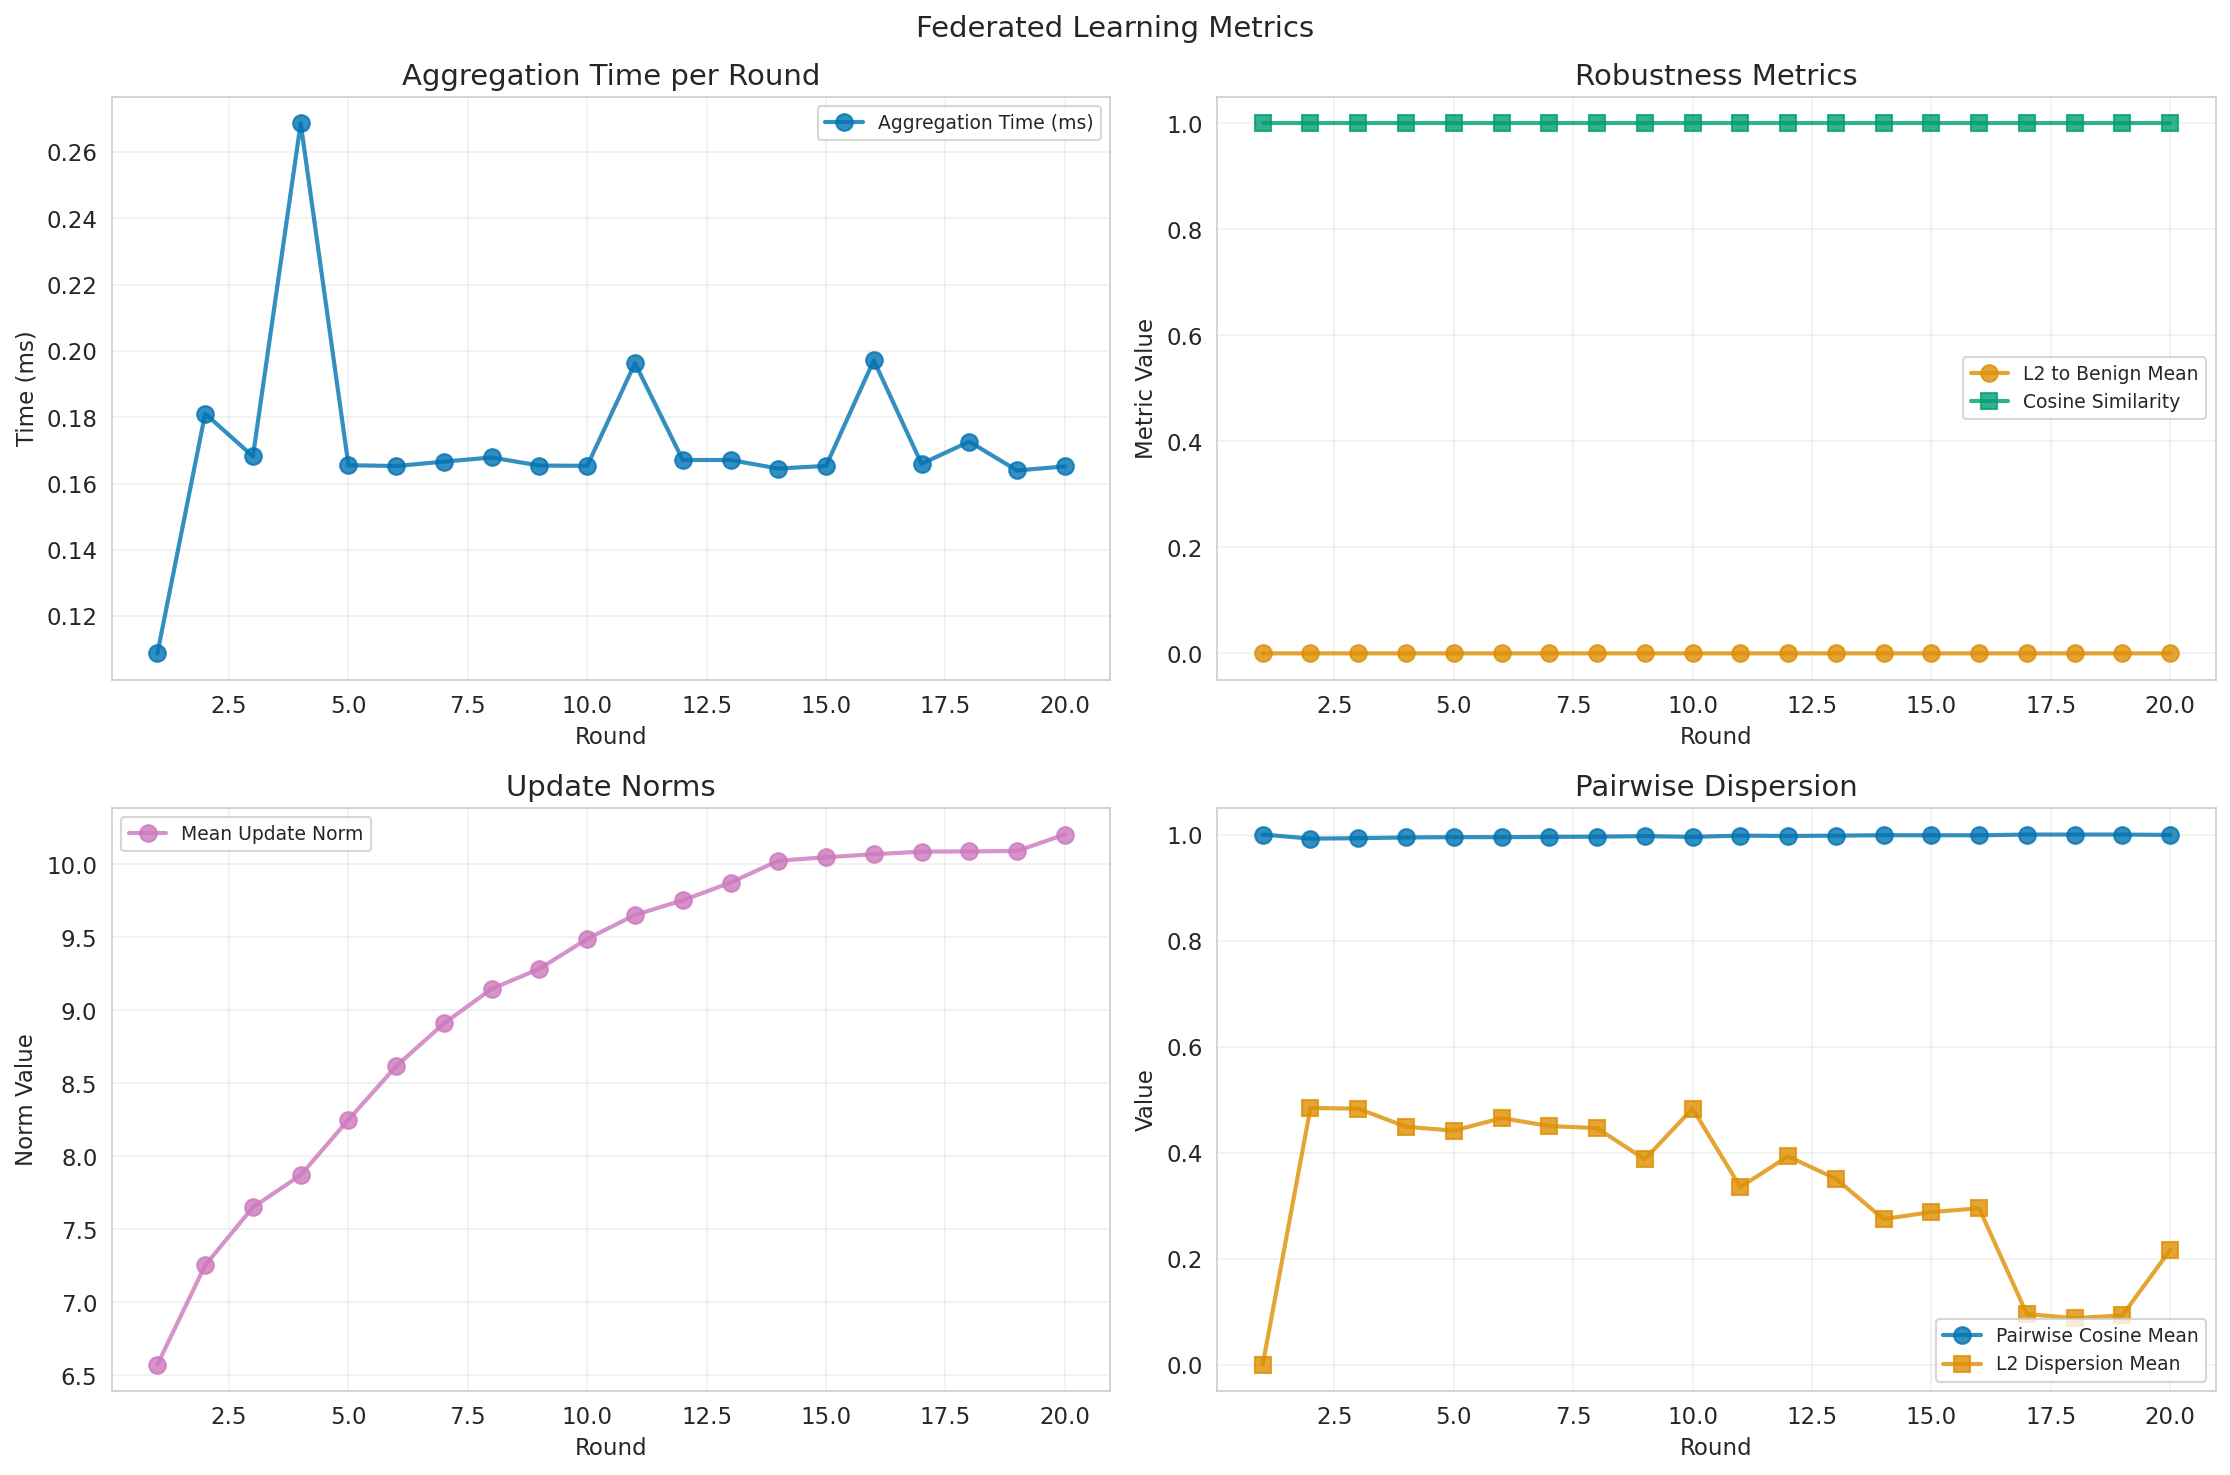 Federated Learning Metrics
Aggregation Time per Round
Time (ms)
0.26
0.24
0.22
0.20
0.18
0.16
0.14
0.12
Aggregation Time (ms)
2.5 5.0 7.5 10.0 12.5 15.0 17.5 20.0
Round
Robustness Metrics
Metric Value
1.0
0.8
0.6
0.4
0.2
0.0
L2 to Benign Mean
Cosine Similarity
2.5 5.0 7.5 10.0 12.5 15.0 17.5 20.0
Round
Update Norms
Norm Value
10.0
9.5
9.0
8.5
8.0
7.5
7.0
6.5
Mean Update Norm
2.5 5.0 7.5 10.0 12.5 15.0 17.5 20.0
Round
Pairwise Dispersion
Value
1.0
0.8
0.6
0.4
0.2
0.0
Pairwise Cosine Mean
L2 Dispersion Mean
2.5 5.0 7.5 10.0 12.5 15.0 17.5 20.0
Round